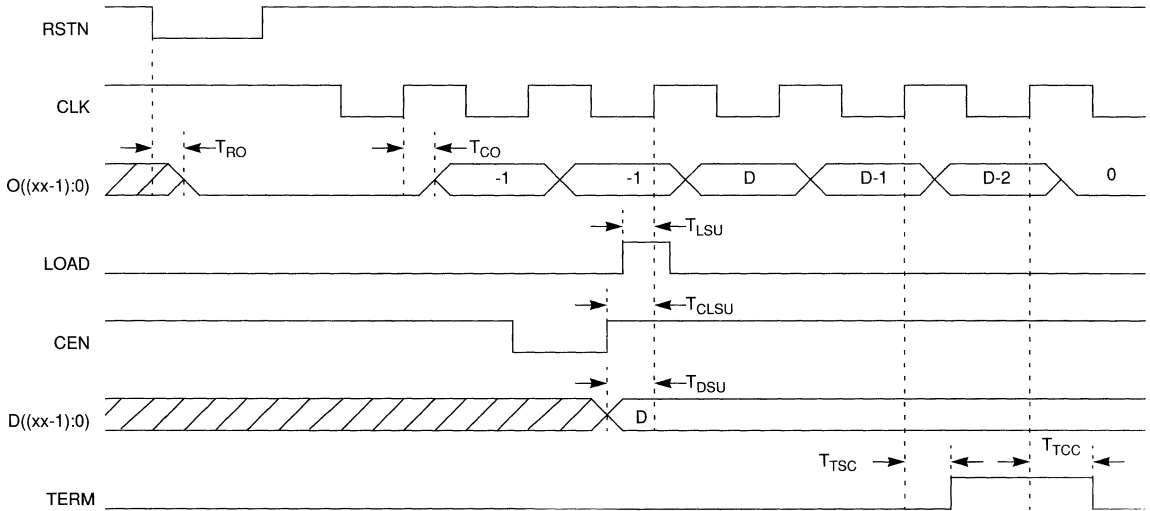 RSTN
CLK
T_RO
T_CO
O((xx-1):0)
-1
-1
D
D-1
D-2
0
T_LSU
LOAD
T_CLSU
CEN
T_DSU
D((xx-1):0)
D
T_TSC
T_TCC
TERM